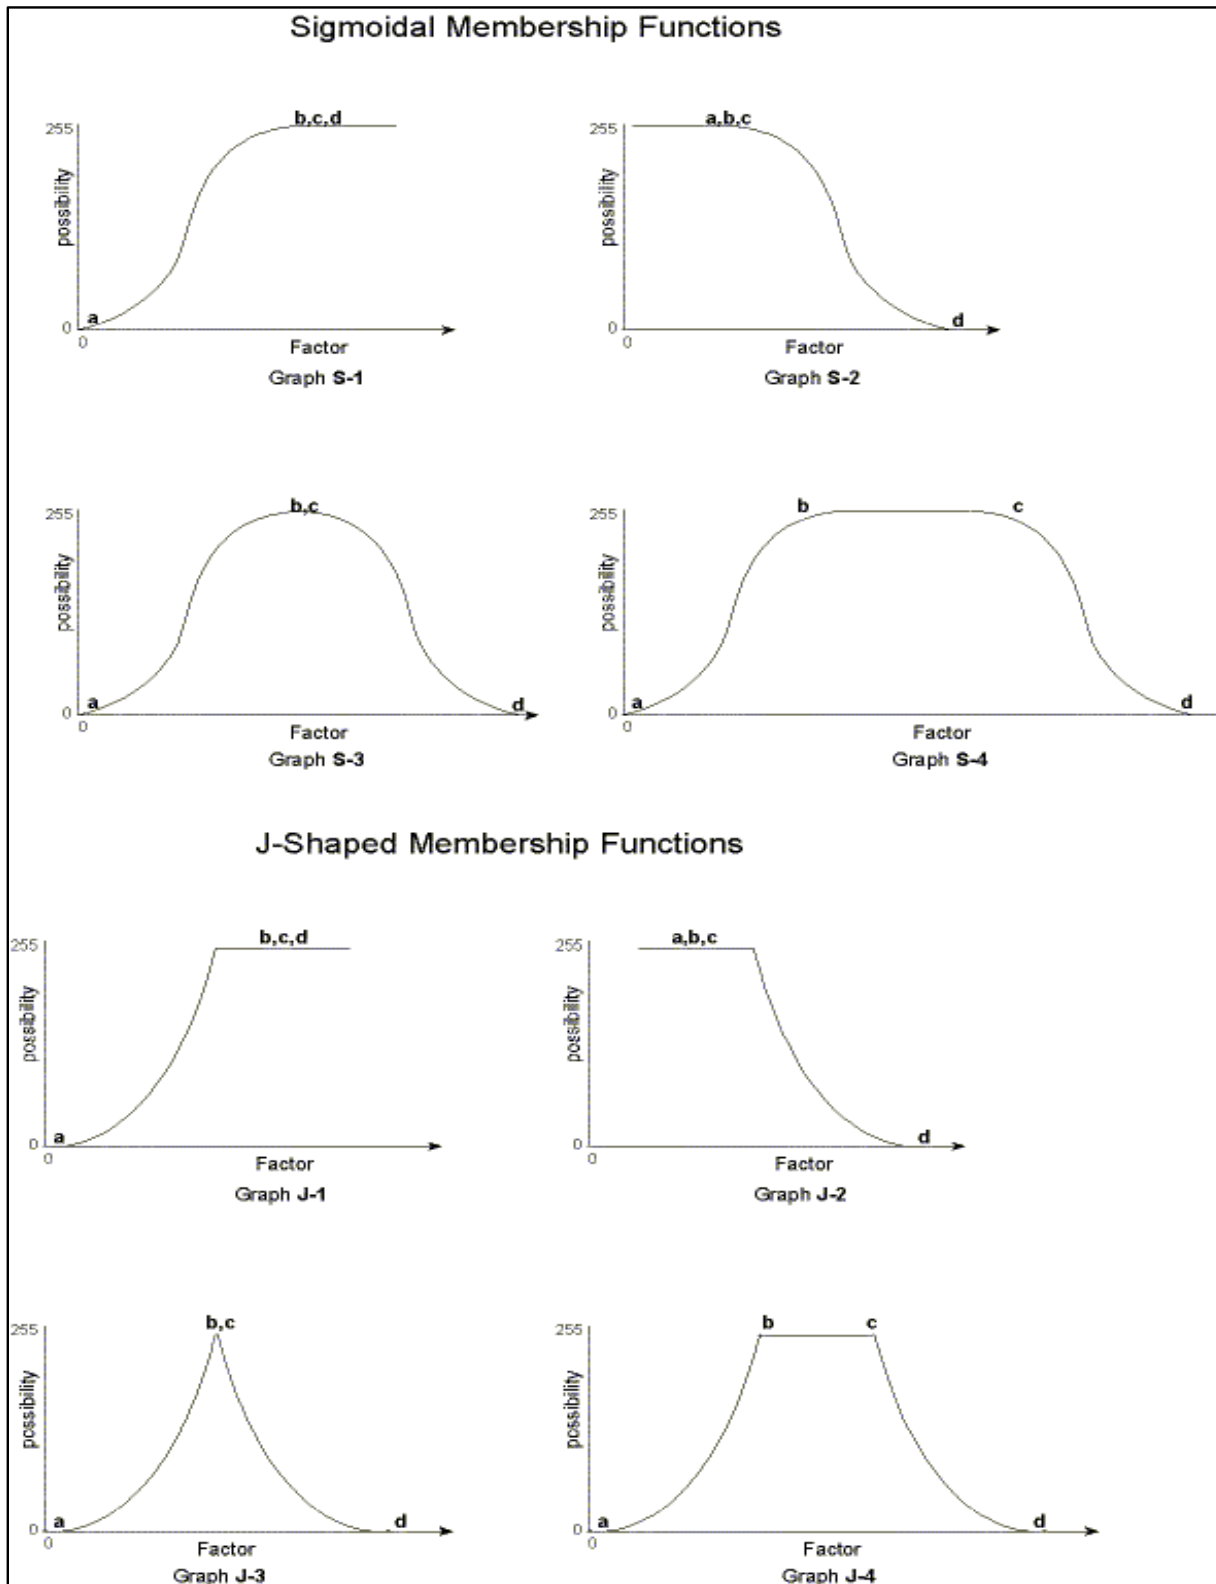 Sigmoidal Membership Functions
b,c,d
255
possibility
a
0
0
Factor
Graph S-1
a,b,c
255
possibility
0
0
d
Factor
Graph S-2
b,c
255
possibility
a
0
0
d
Factor
Graph S-3
b
c
255
possibility
a
0
0
d
Factor
Graph S-4
J-Shaped Membership Functions
b,c,d
255
possibility
a
0
0
Factor
Graph J-1
a,b,c
255
possibility
0
0
d
Factor
Graph J-2
b,c
255
possibility
a
0
0
d
Factor
Graph J-3
b
c
255
possibility
a
0
0
d
Factor
Graph J-4